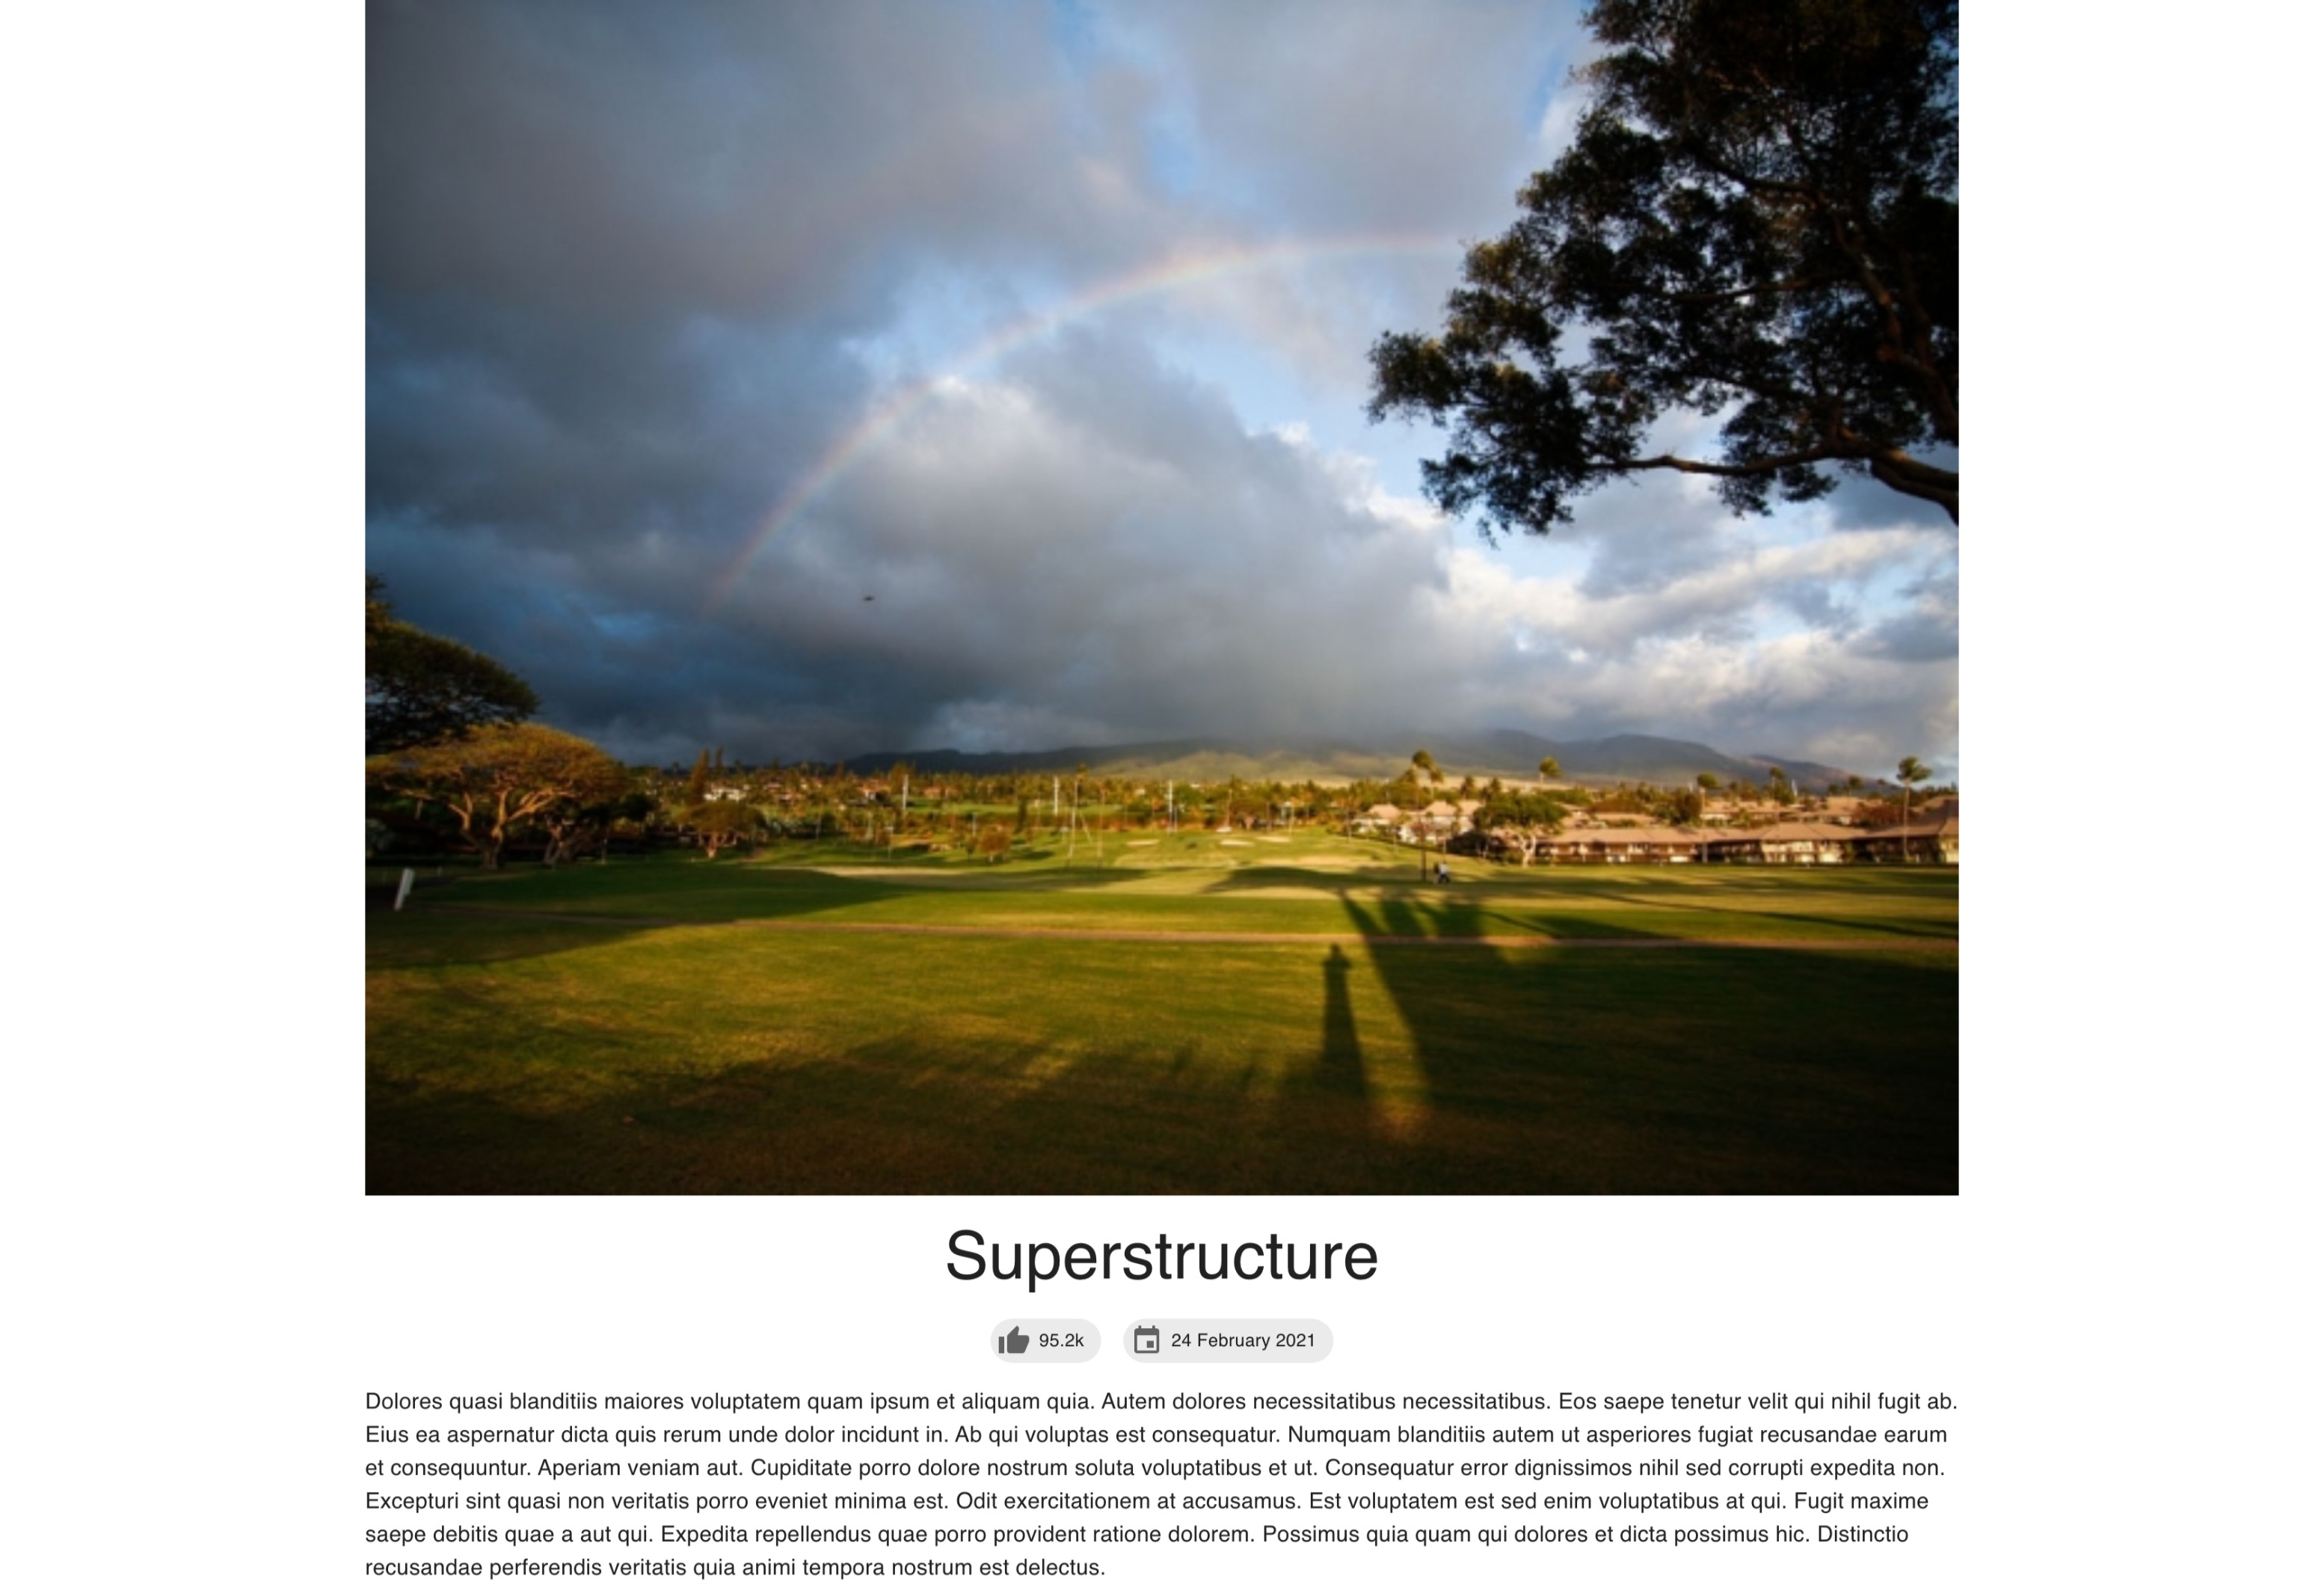 Superstructure
95.2k
24 February 2021
Dolores quasi blanditiis maiores voluptatem quam ipsum et aliquam quia. Autem dolores necessitatibus necessitatibus. Eos saepe tenetur velit qui nihil fugit ab.
Eius ea aspernatur dicta quis rerum unde dolor incidunt in. Ab qui voluptas est consequatur. Numquam blanditiis autem ut asperiores fugiat recusandae earum
et consequuntur. Aperiam veniam aut. Cupiditate porro dolore nostrum soluta voluptatibus et ut. Consequatur error dignissimos nihil sed corrupti expedita non.
Excepturi sint quasi non veritatis porro eveniet minima est. Odit exercitationem at accusamus. Est voluptatem est sed enim voluptatibus at qui. Fugit maxime
saepe debitis quae a aut qui. Expedita repellendus quae porro provident ratione dolorem. Possimus quia quam qui dolores et dicta possimus hic. Distinctio
recusandae perferendis veritatis quia animi tempora nostrum est delectus.